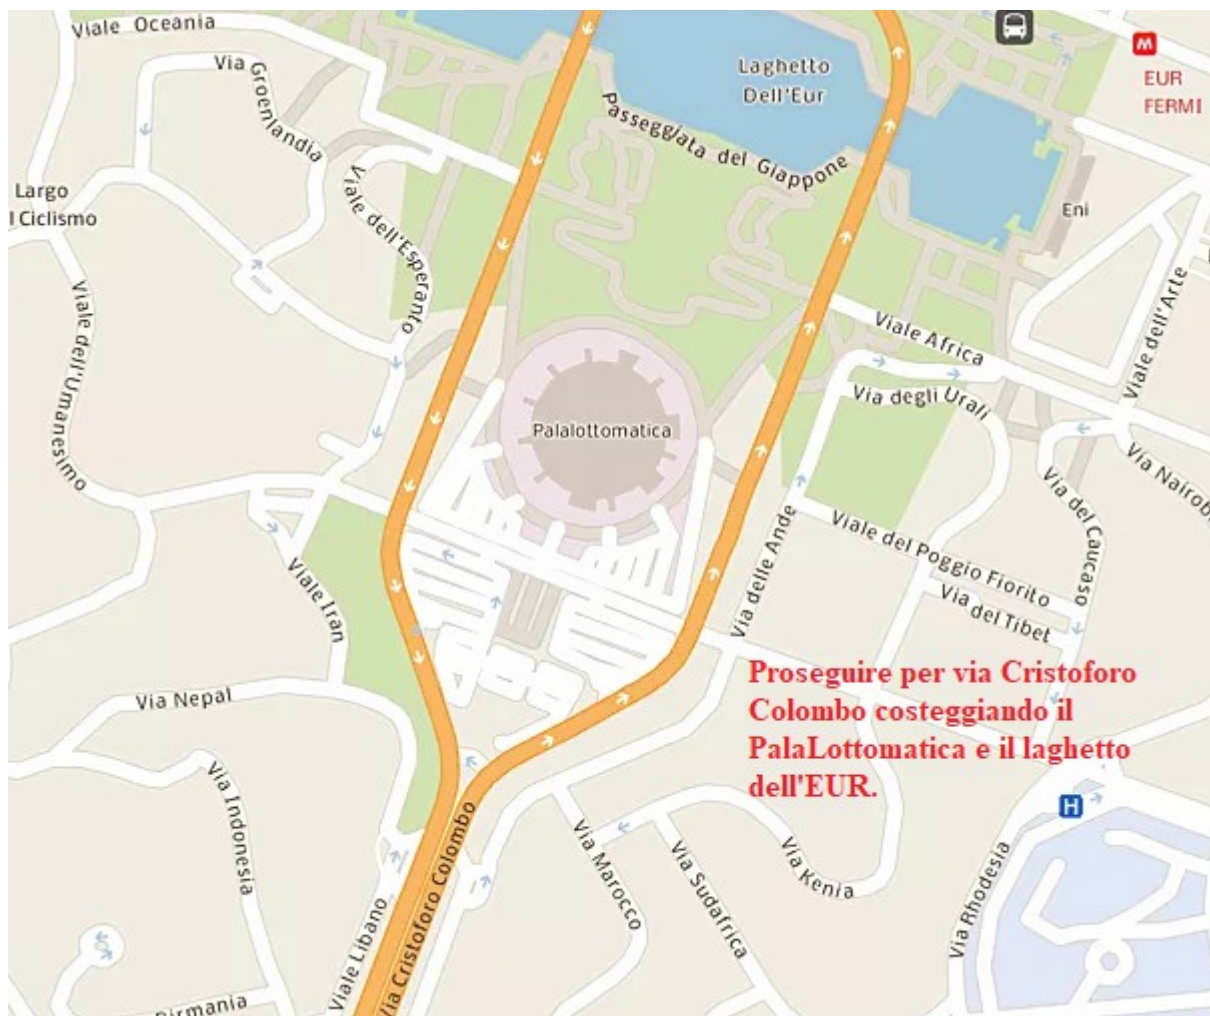 Viale Oceania
Via Groenlandia
Laghetto
Dell'Eur
M
EUR
FERMI
Passeggiata del Giappone
Largo
l Ciclismo
Viale dell'Esperanto
Eni
Viale dell'Umanesimo
Viale Africa
Viale dell'Arte
Via degli Urali
Palalottomatica
Via Nairobi
Via del Caucaso
Viale del Poggio Fiorito
Viale Iran
Via delle Ande
Via del Tibet
Via Nepal
Proseguire per via Cristoforo
Colombo costeggiando il
PalaLottomatica e il laghetto
dell'EUR.
H
Via Indonesia
Via Cristoforo Colombo
Via Marocco
Via Sudafrica
Via Kenia
Via Rhodesia
Viale Libano
Birmania